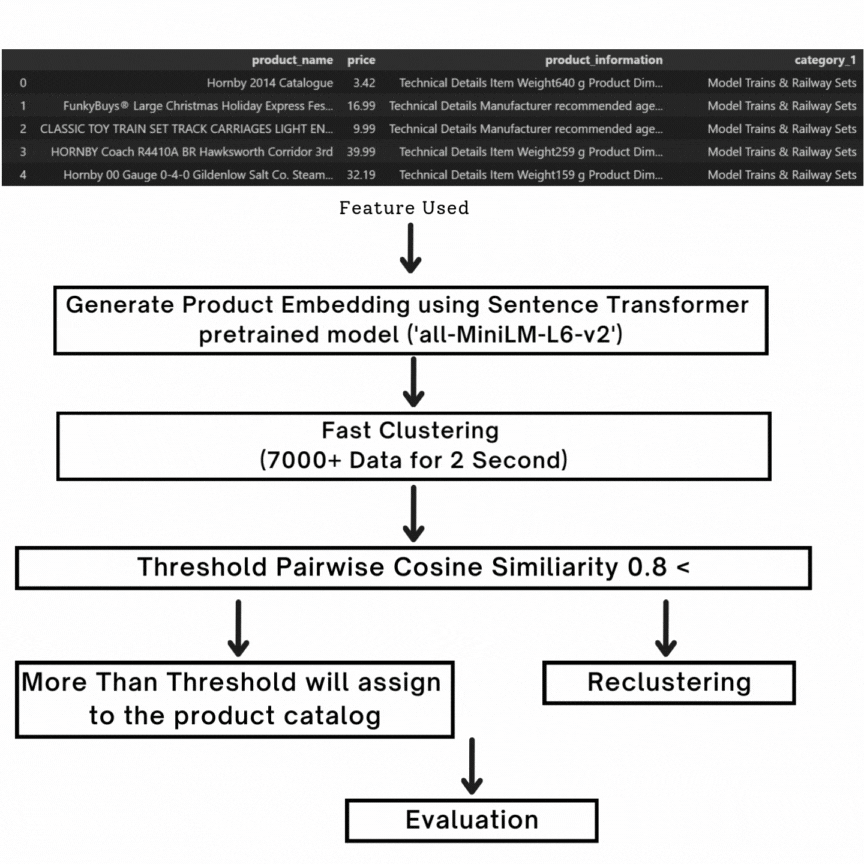 product_name price product_information category_1
0 Hornby 2014 Catalogue 3.42 Technical Details Item Weight640 g Product Dim... Model Trains & Railway Sets
1 FunkyBuys® Large Christmas Holiday Express Fes... 16.99 Technical Details Manufacturer recommended age... Model Trains & Railway Sets
2 CLASSIC TOY TRAIN SET TRACK CARRIAGES LIGHT EN... 9.99 Technical Details Manufacturer recommended age... Model Trains & Railway Sets
3 HORNBY Coach R4410A BR Hawksworth Corridor 3rd 39.99 Technical Details Item Weight259 g Product Dim... Model Trains & Railway Sets
4 Hornby 00 Gauge 0-4-0 Gildenlow Salt Co. Steam... 32.19 Technical Details Item Weight159 g Product Dim... Model Trains & Railway Sets
Feature Used
Generate Product Embedding using Sentence Transformer
pretrained model ('all-MiniLM-L6-v2')
Fast Clustering
(7000+ Data for 2 Second)
Threshold Pairwise Cosine Similiarity 0.8 <
More Than Threshold will assign
to the product catalog
Reclustering
Evaluation